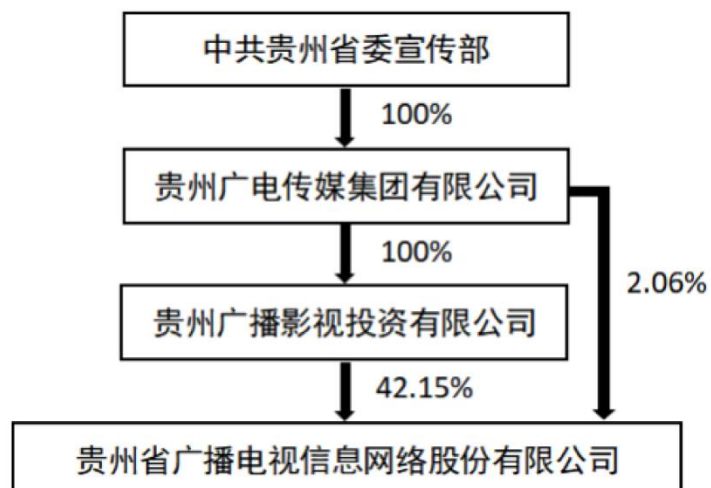 中共贵州省委宣传部
100%
贵州广电传媒集团有限公司
100%
2.06%
贵州广播影视投资有限公司
42.15%
贵州省广播电视信息网络股份有限公司